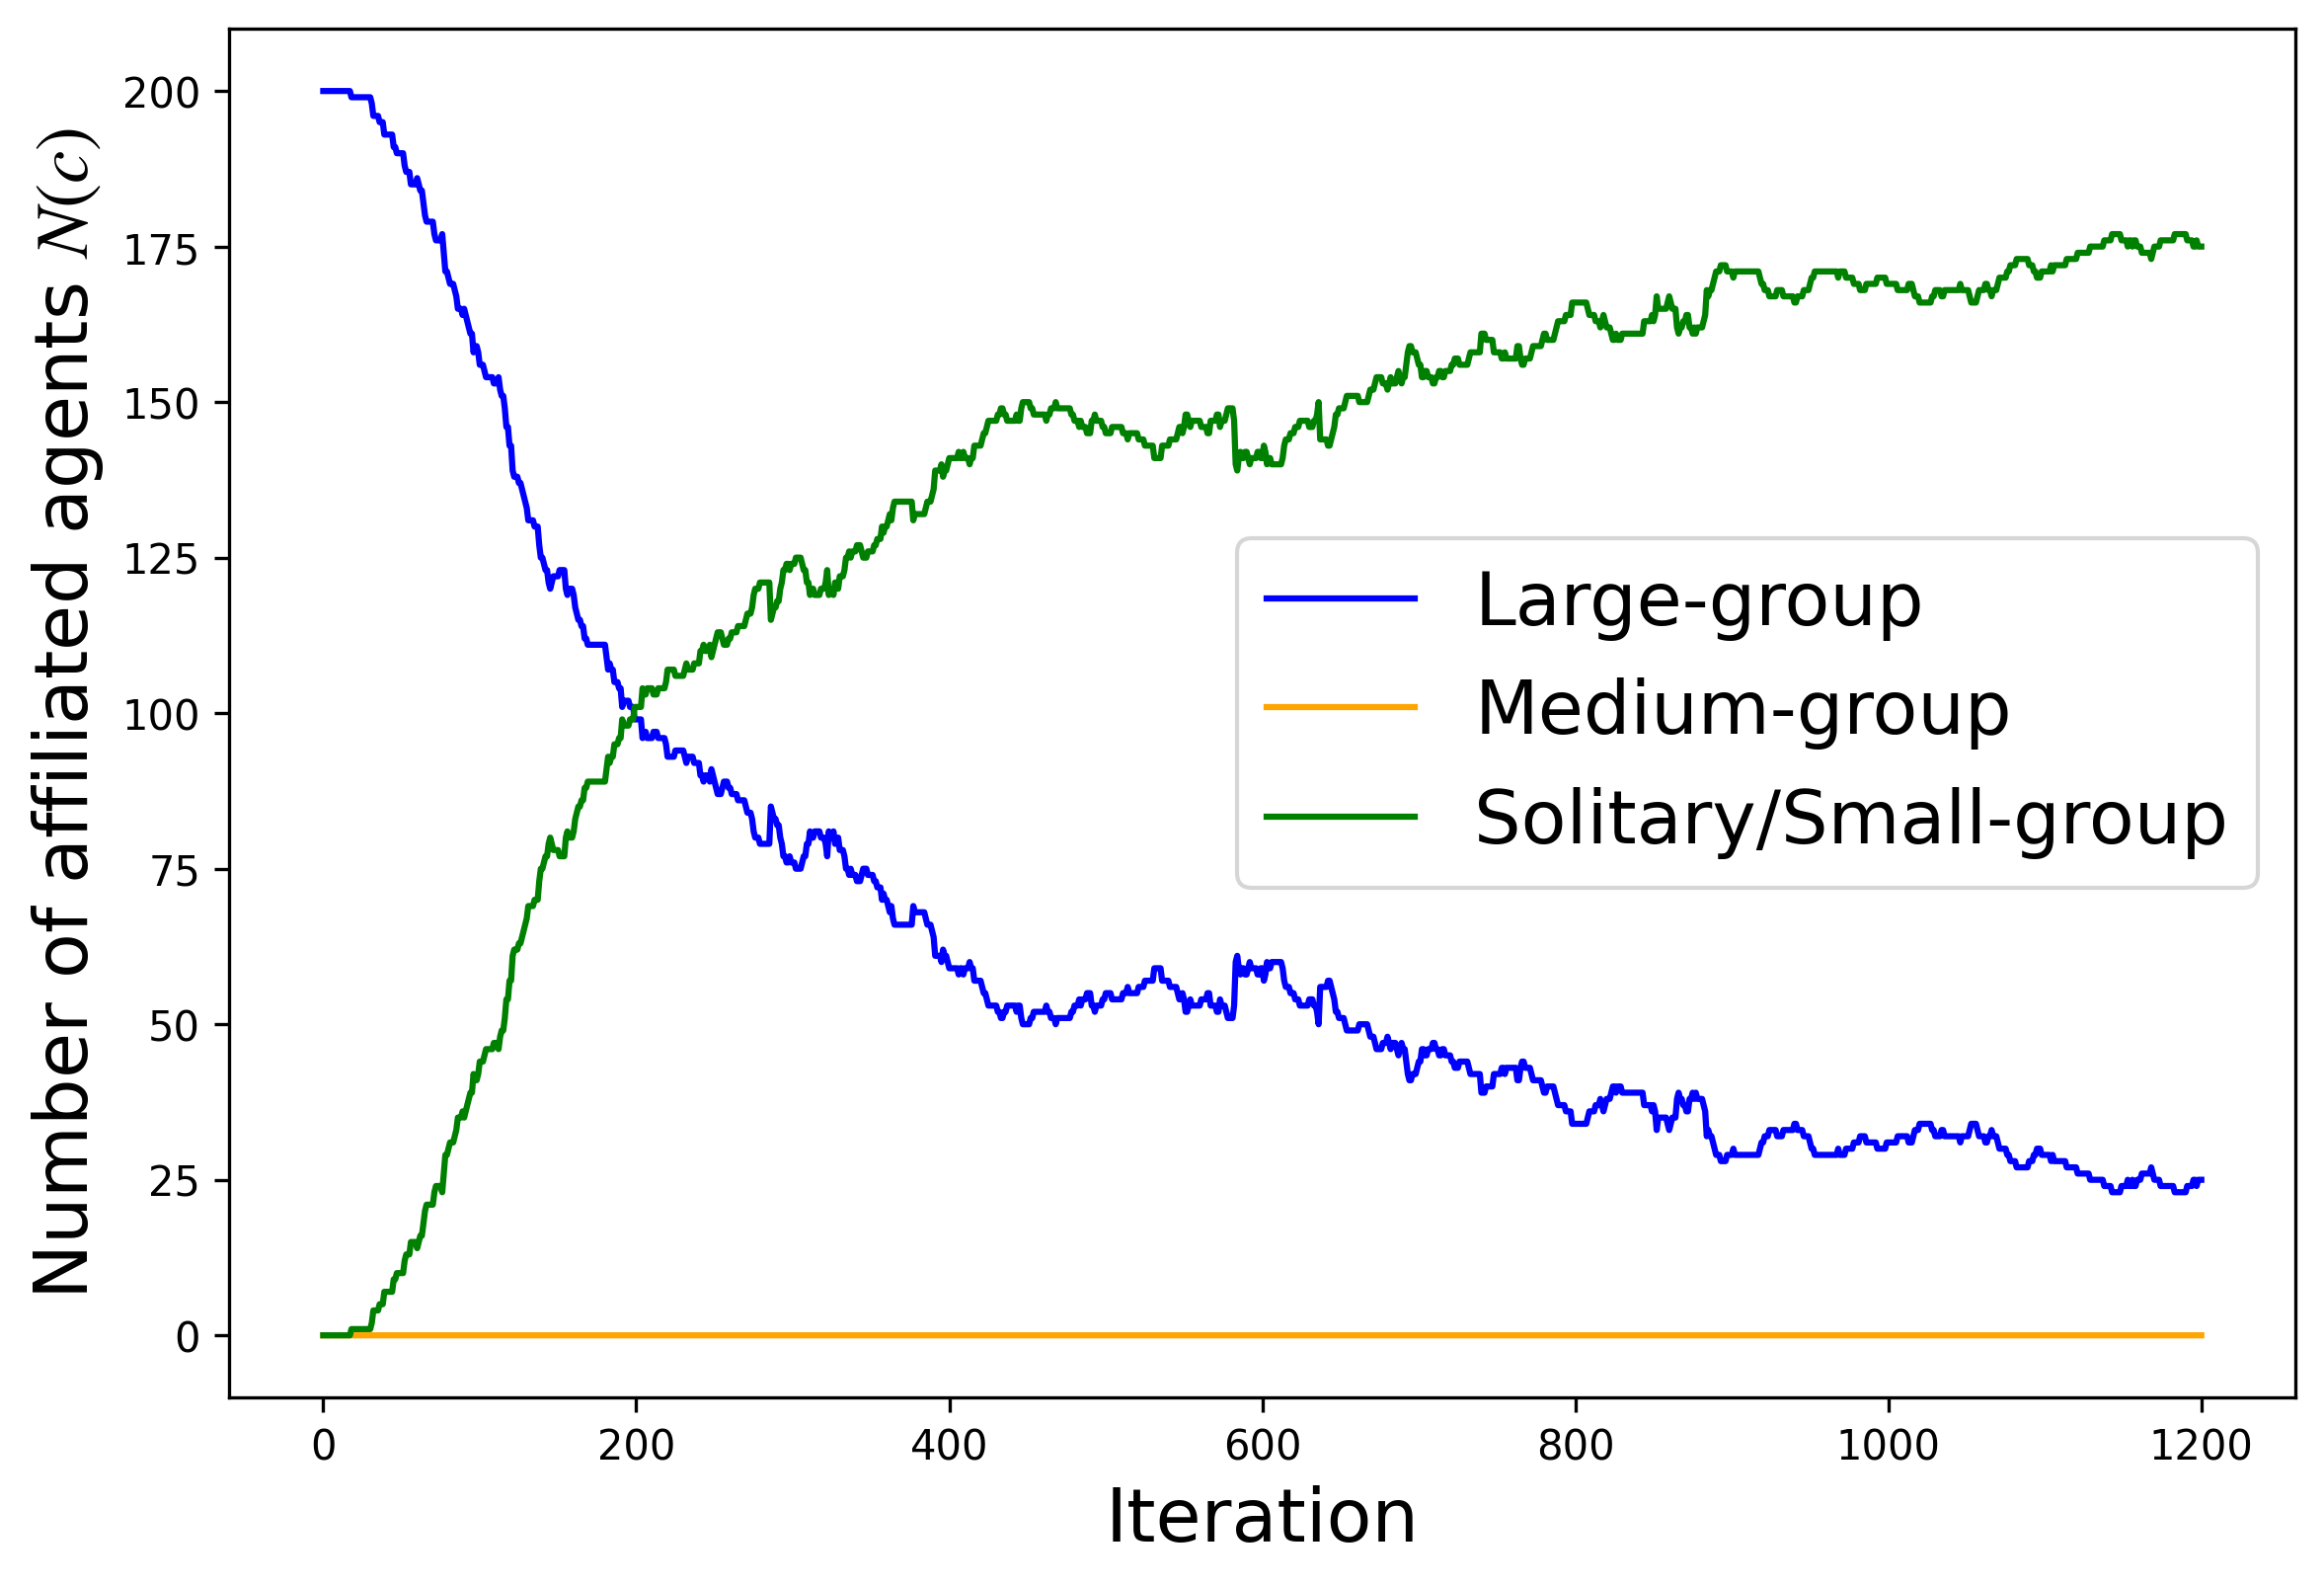 Number of affiliated agents N(c)
200
175
150
125
100
75
50
25
0
Large-group
Medium-group
Solitary/Small-group
0 200 400 600 800 1000 1200
Iteration